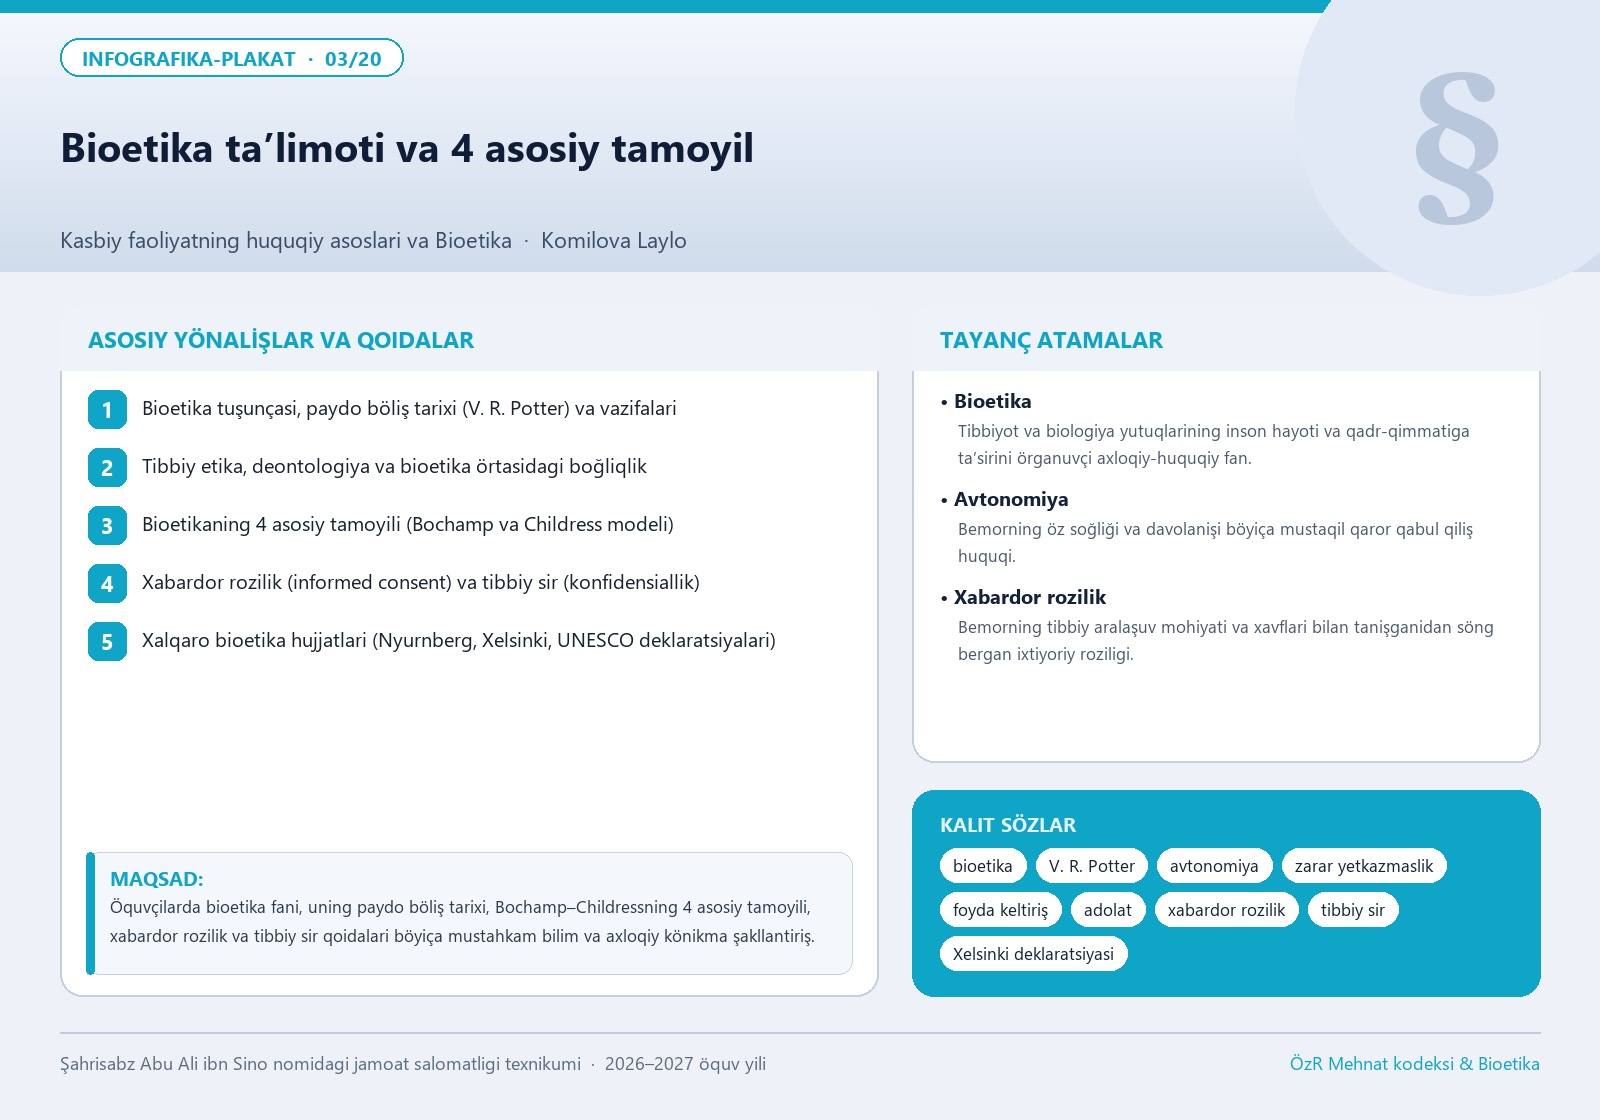 INFOGRAFIKA-PLAKAT · 03/20
§
Bioetika ta’limoti va 4 asosiy tamoyil
Kasbiy faoliyatning huquqiy asoslari va Bioetika · Komilova Laylo
ASOSIY YÖNALİŞLAR VA QOIDALAR
1 Bioetika tuşunçasi, paydo böliş tarixi (V. R. Potter) va vazifalari
2 Tibbiy etika, deontologiya va bioetika örtasidagi boğliqlik
3 Bioetikaning 4 asosiy tamoyili (Bochamp va Childress modeli)
4 Xabardor rozilik (informed consent) va tibbiy sir (konfidensiallik)
5 Xalqaro bioetika hujjatlari (Nyurnberg, Xelsinki, UNESCO deklaratsiyalari)
MAQSAD:
Öquvçilarda bioetika fani, uning paydo böliş tarixi, Bochamp–Childressning 4 asosiy tamoyili,
xabardor rozilik va tibbiy sir qoidalari böyiça mustahkam bilim va axloqiy könikma şakllantiriş.
TAYANÇ ATAMALAR
• Bioetika
Tibbiyot va biologiya yutuqlarining inson hayoti va qadr-qimmatiga
ta’sirini örganuvçi axloqiy-huquqiy fan.
• Avtonomiya
Bemorning öz soğliği va davolanişi böyiça mustaqil qaror qabul qiliş
huquqi.
• Xabardor rozilik
Bemorning tibbiy aralaşuv mohiyati va xavflari bilan tanişganidan söng
bergan ixtiyoriy roziligi.
KALIT SÖZLAR
bioetika V. R. Potter avtonomiya zarar yetkazmaslik
foyda keltiriş adolat xabardor rozilik tibbiy sir
Xelsinki deklaratsiyasi
Şahrisabz Abu Ali ibn Sino nomidagi jamoat salomatligi texnikumi · 2026–2027 öquv yili
ÖzR Mehnat kodeksi & Bioetika